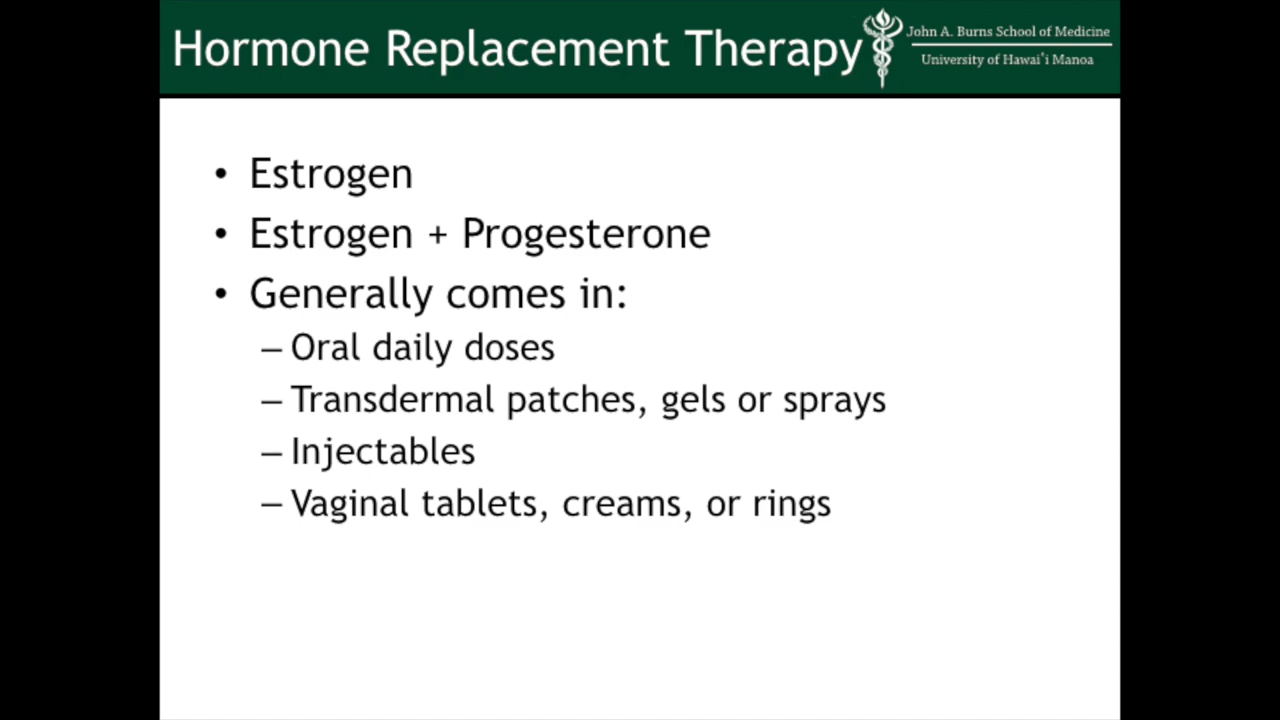 Hormone Replacement Therapy
John A. Burns School of Medicine
University of Hawai'i Manoa
• Estrogen
• Estrogen + Progesterone
• Generally comes in:
– Oral daily doses
– Transdermal patches, gels or sprays
– Injectables
– Vaginal tablets, creams, or rings